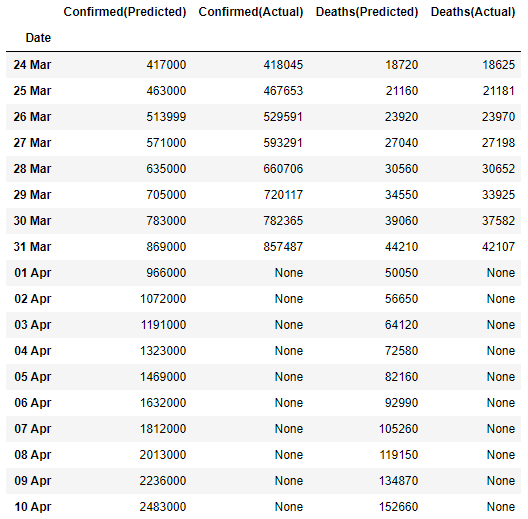 Confirmed(Predicted) Confirmed(Actual) Deaths(Predicted) Deaths(Actual)
Date
24 Mar 417000 418045 18720 18625
25 Mar 463000 467653 21160 21181
26 Mar 513999 529591 23920 23970
27 Mar 571000 593291 27040 27198
28 Mar 635000 660706 30560 30652
29 Mar 705000 720117 34550 33925
30 Mar 783000 782365 39060 37582
31 Mar 869000 857487 44210 42107
01 Apr 966000 None 50050 None
02 Apr 1072000 None 56650 None
03 Apr 1191000 None 64120 None
04 Apr 1323000 None 72580 None
05 Apr 1469000 None 82160 None
06 Apr 1632000 None 92990 None
07 Apr 1812000 None 105260 None
08 Apr 2013000 None 119150 None
09 Apr 2236000 None 134870 None
10 Apr 2483000 None 152660 None